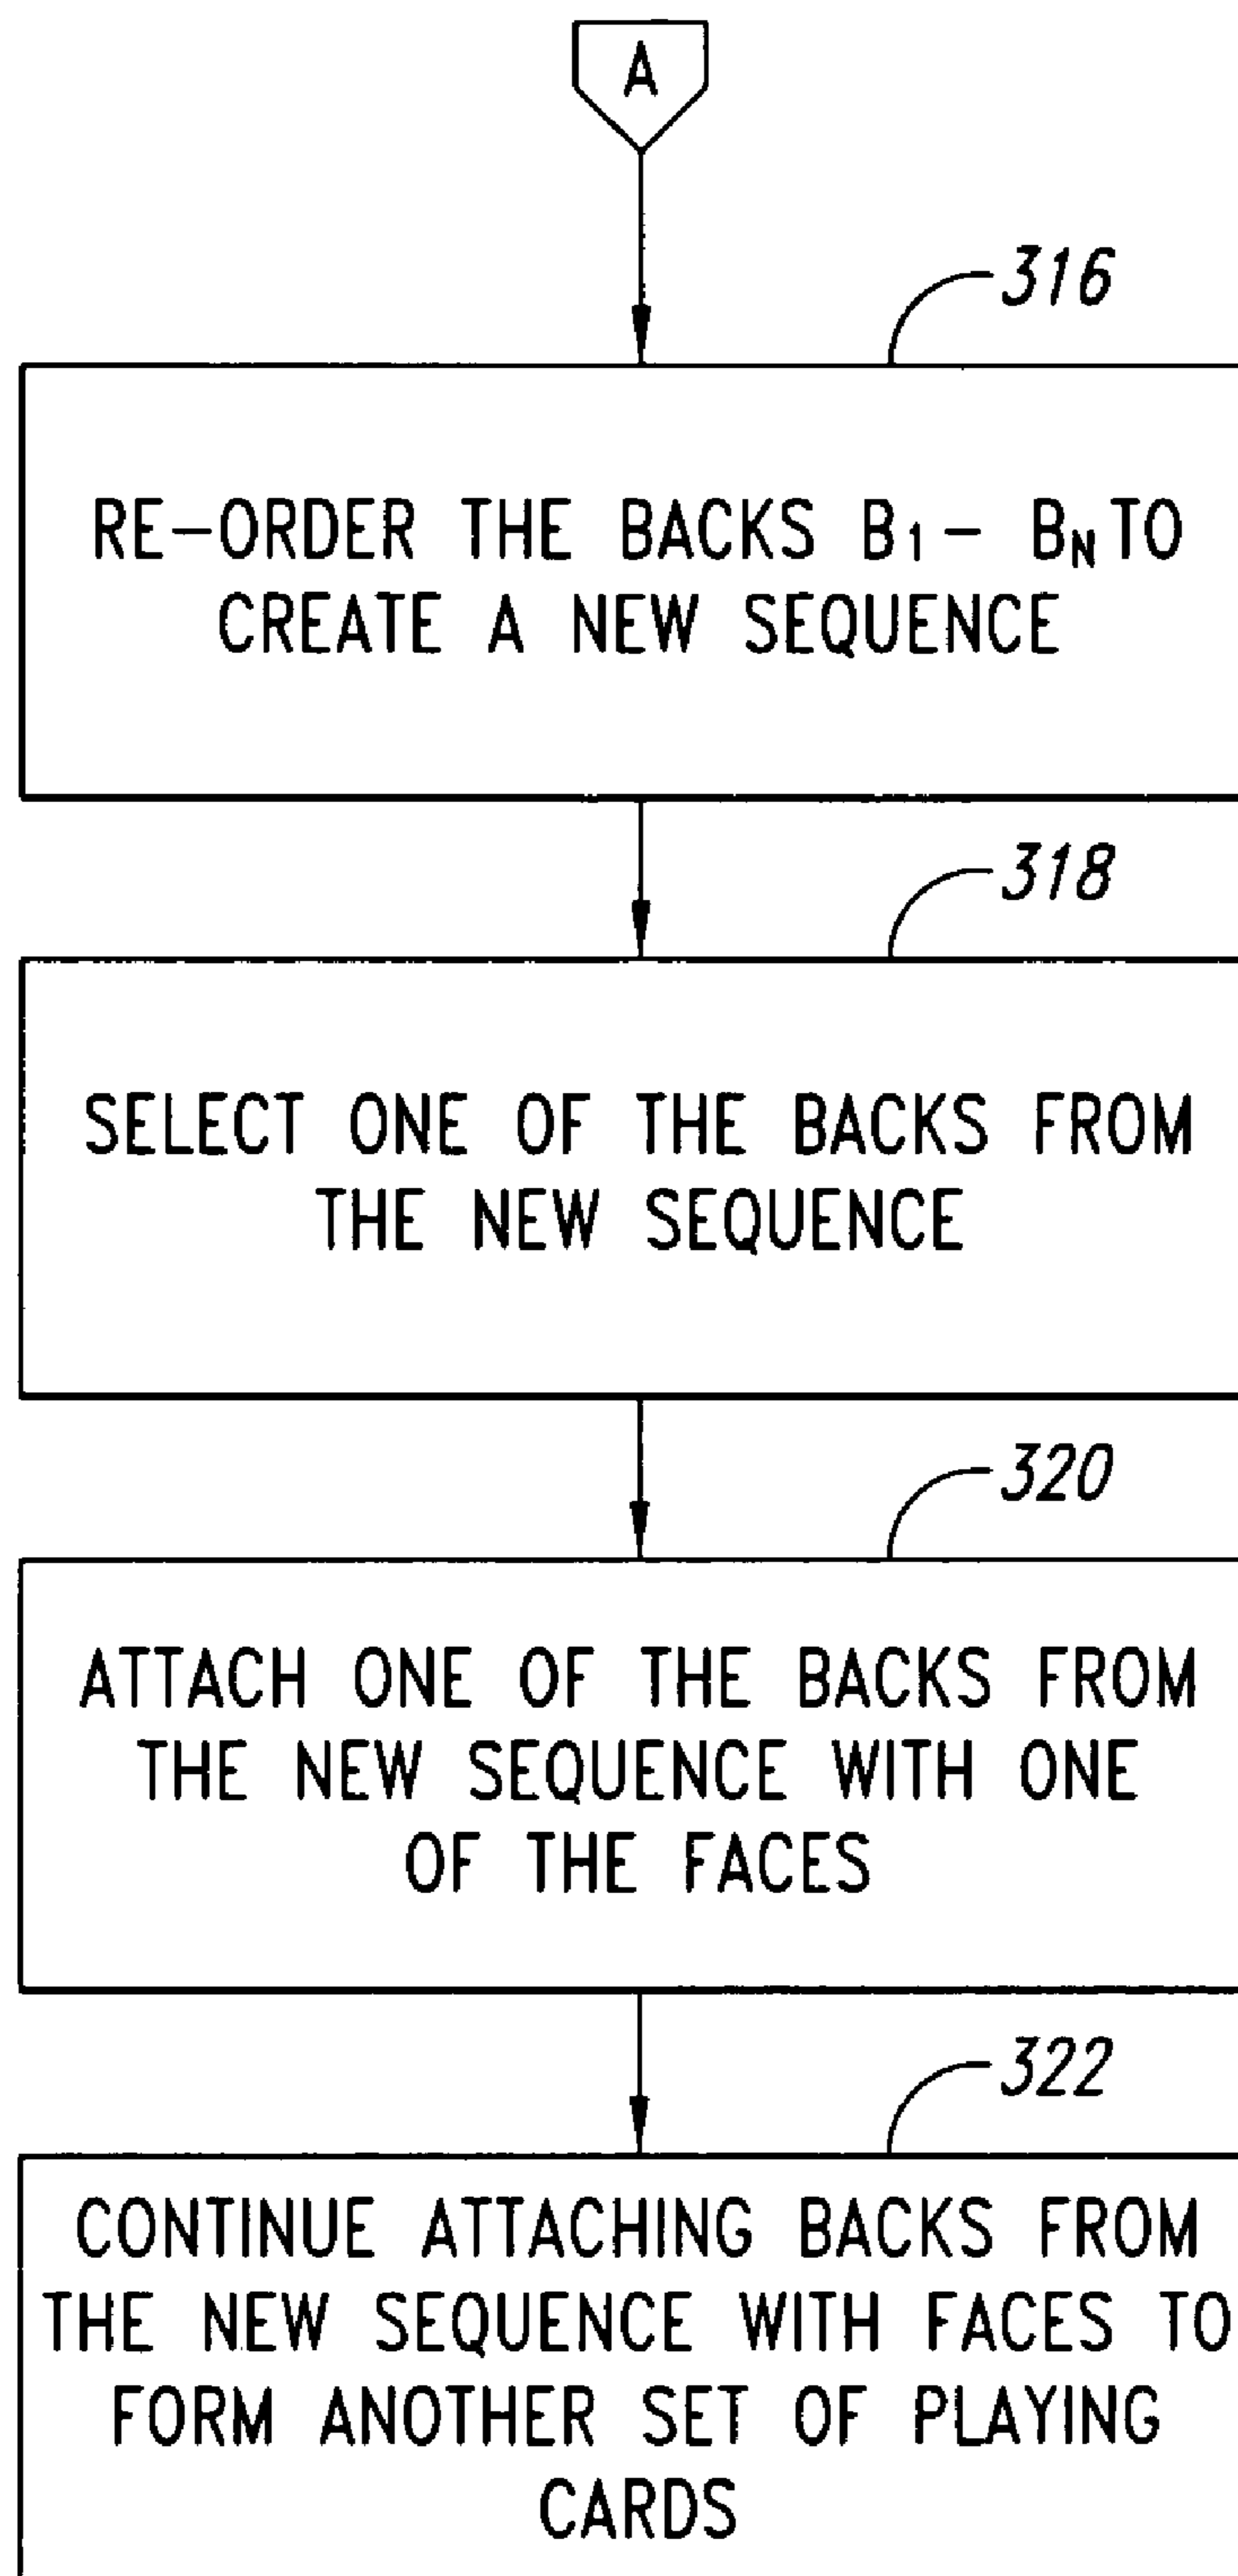 A
316
RE-ORDER THE BACKS B₁- B_N TO
CREATE A NEW SEQUENCE
318
SELECT ONE OF THE BACKS FROM
THE NEW SEQUENCE
320
ATTACH ONE OF THE BACKS FROM
THE NEW SEQUENCE WITH ONE
OF THE FACES
322
CONTINUE ATTACHING BACKS FROM
THE NEW SEQUENCE WITH FACES TO
FORM ANOTHER SET OF PLAYING
CARDS